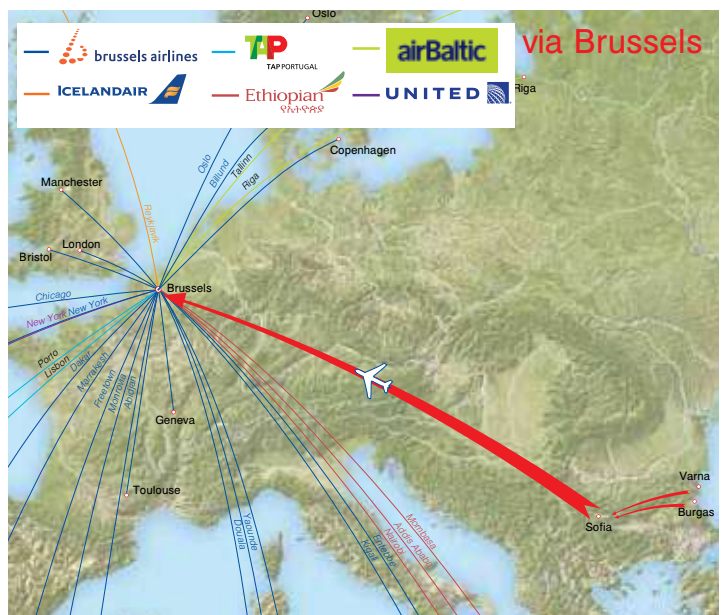 Oslo
brussels airlines
TAP
TAP PORTUGAL
airBaltic
via Brussels
ICELANDAIR
Ethiopian
የኢትዮጵያ
UNITED
Riga
Copenhagen
Oslo
Billund
Tallinn
Riga
Manchester
Reykjavik
London
Bristol
Brussels
Chicago
New York
New York
Porto
Lisbon
Dakar
Marrakesh
Freetown
Monrovia
Abidjan
Geneva
Toulouse
Varna
Burgas
Sofia
Yaounde
Douala
Mombasa
Addis Ababa
Nairobi
Entebbe
Kigali